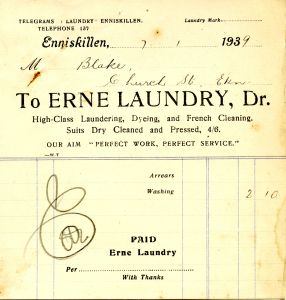 TELEGRAMS : LAUNDRY ENNISKILLEN.
TELEPHONE 137
Laundry Mark
Enniskillen, 7 / 1 1939
M Blake,
Church St. Ekn
To ERNE LAUNDRY, Dr.
High-Class Laundering, Dyeing, and French Cleaning.
Suits Dry Cleaned and Pressed, 4/6.
OUR AIM "PERFECT WORK, PERFECT SERVICE."
—W.T
Arrears
Washing 2 10
PAID
Erne Laundry
Per
With Thanks